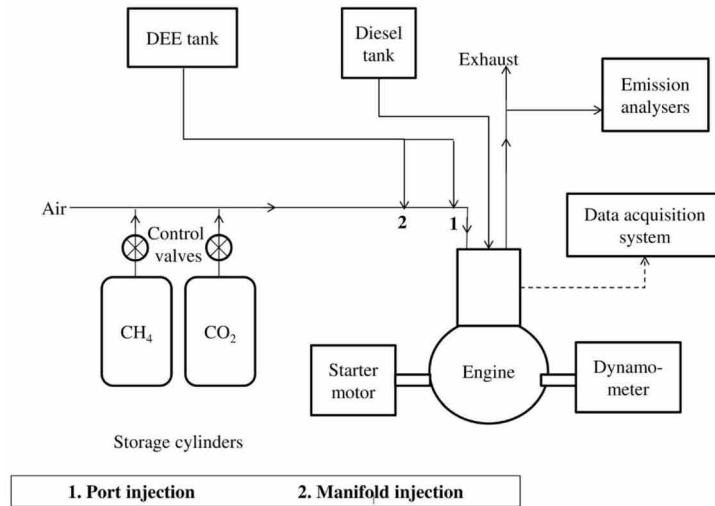 DEE tank
Diesel
tank
Exhaust
Emission
analysers
Air
2
1
Control
valves
Data acquisition
system
CH₄
CO₂
Starter
motor
Engine
Dynamo-
meter
Storage cylinders
1. Port injection 2. Manifold injection